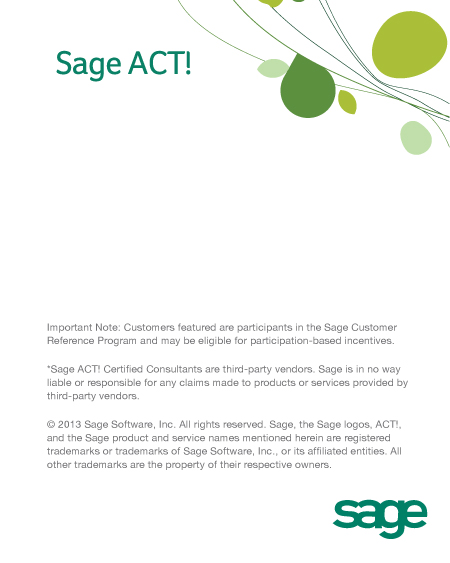 Sage ACT!
Important Note: Customers featured are participants in the Sage Customer
Reference Program and may be eligible for participation-based incentives.
*Sage ACT! Certified Consultants are third-party vendors. Sage is in no way
liable or responsible for any claims made to products or services provided by
third-party vendors.
© 2013 Sage Software, Inc. All rights reserved. Sage, the Sage logos, ACT!,
and the Sage product and service names mentioned herein are registered
trademarks or trademarks of Sage Software, Inc., or its affiliated entities. All
other trademarks are the property of their respective owners.
sage